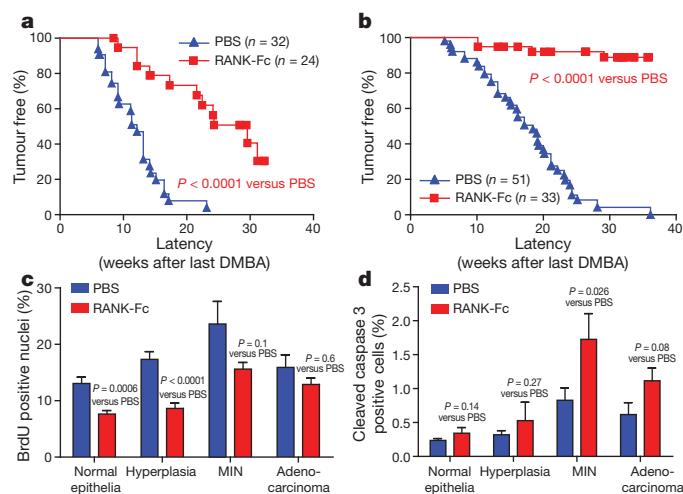 a
Tumour free (%)
100
80
60
40
20
0
PBS (n = 32)
RANK-Fc (n = 24)
P < 0.0001 versus PBS
0 10 20 30 40
Latency
(weeks after last DMBA)
b
Tumour free (%)
100
80
60
40
20
0
P < 0.0001 versus PBS
PBS (n = 51)
RANK-Fc (n = 33)
0 10 20 30 40
Latency
(weeks after last DMBA)
c
BrdU positive nuclei (%)
30
20
10
0
PBS
RANK-Fc
P = 0.0006
versus PBS
P < 0.0001
versus PBS
P = 0.1
versus PBS
P = 0.6
versus PBS
Normal
epithelia
Hyperplasia
MIN
Adeno-
carcinoma
d
Cleaved caspase 3
positive cells (%)
2.5
2.0
1.5
1.0
0.5
0
PBS
RANK-Fc
P = 0.14
versus PBS
P = 0.27
versus PBS
P = 0.026
versus PBS
P = 0.08
versus PBS
Normal
epithelia
Hyperplasia
MIN
Adeno-
carcinoma